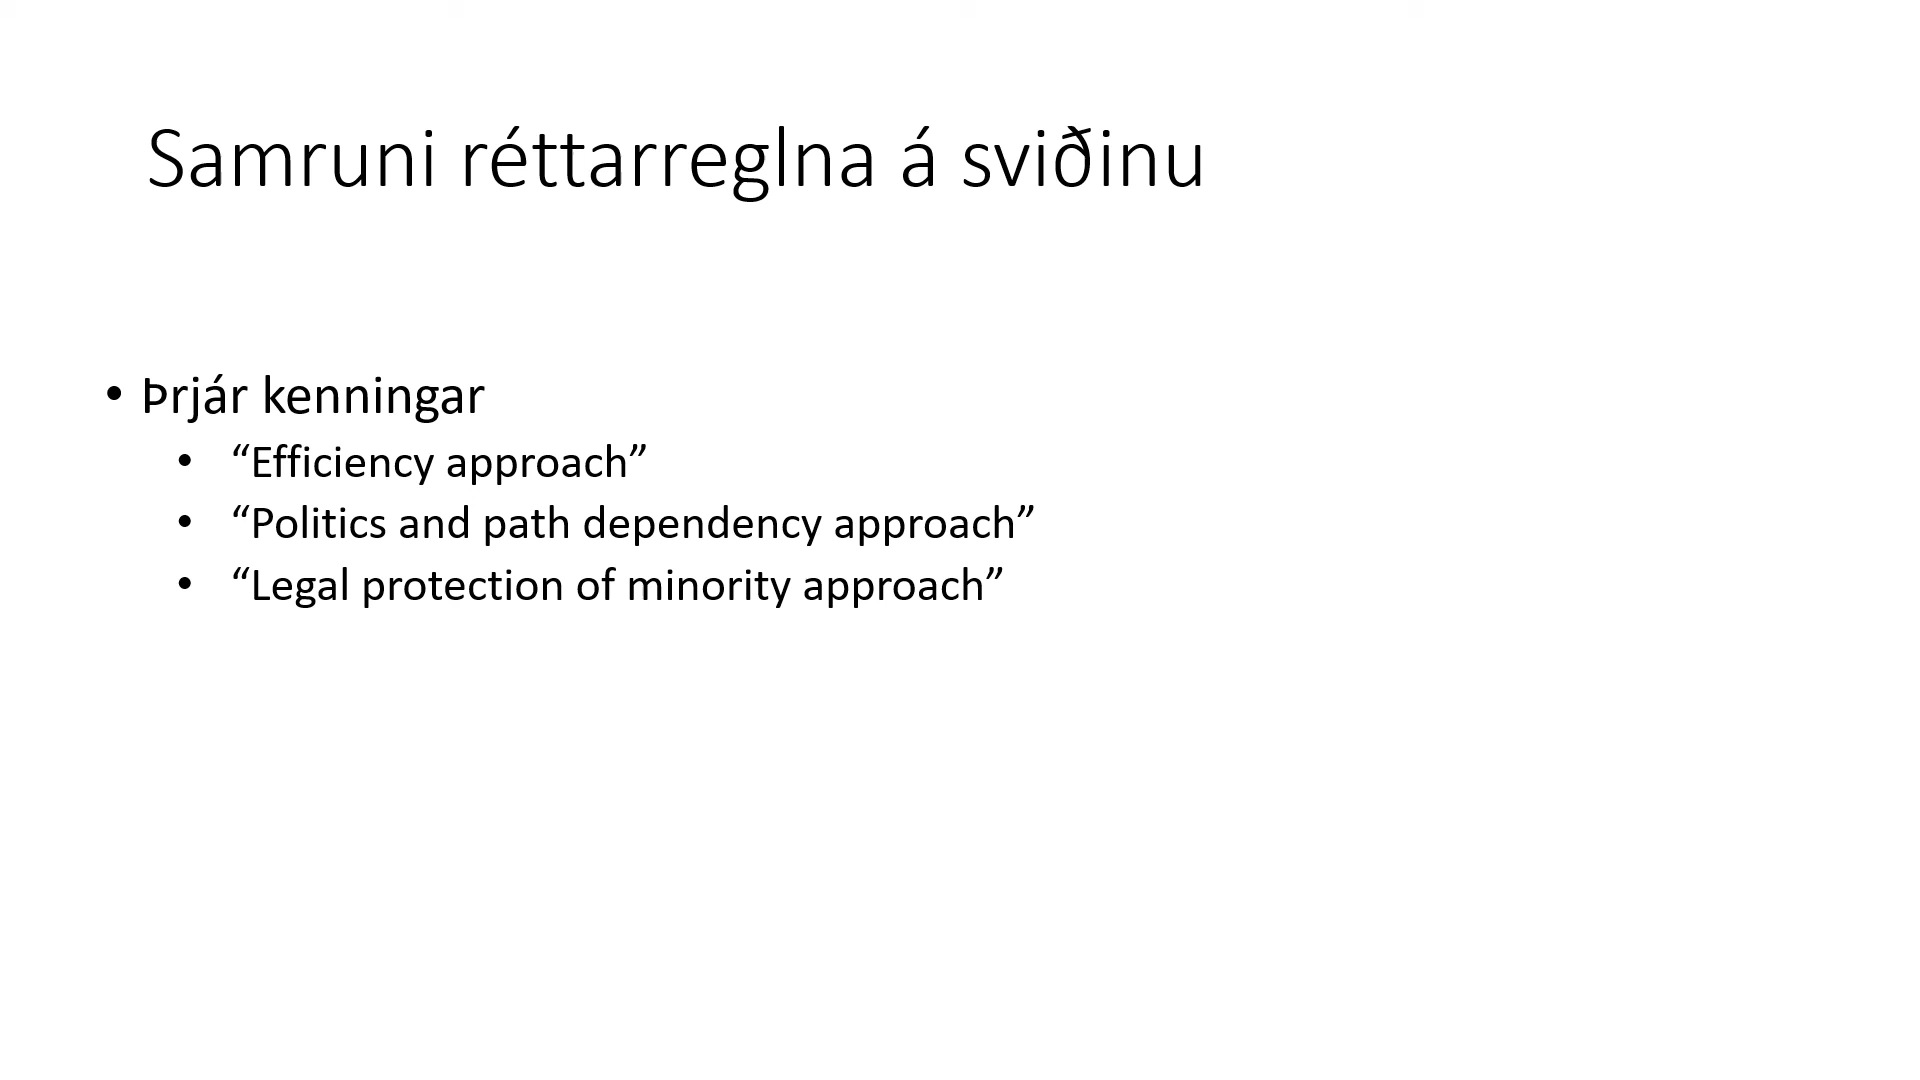 Samruni réttarreglna á sviðinu
• Þrjár kenningar
• “Efficiency approach”
• “Politics and path dependency approach”
• “Legal protection of minority approach”